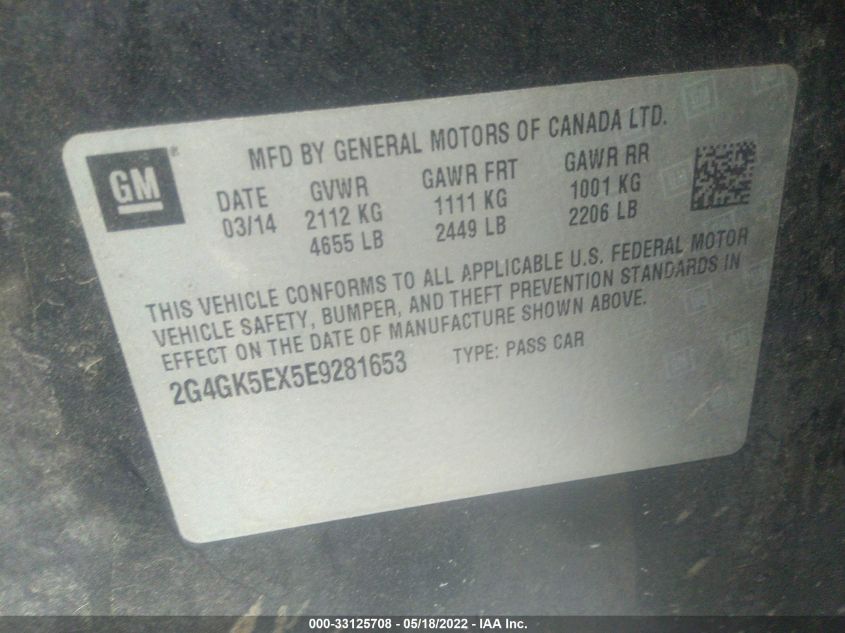 GM
MFD BY GENERAL MOTORS OF CANADA LTD.
DATE GVWR GAWR FRT GAWR RR
03/14 2112 KG 1111 KG 1001 KG
4655 LB 2449 LB 2206 LB
THIS VEHICLE CONFORMS TO ALL APPLICABLE U.S. FEDERAL MOTOR
VEHICLE SAFETY, BUMPER, AND THEFT PREVENTION STANDARDS IN
EFFECT ON THE DATE OF MANUFACTURE SHOWN ABOVE.
2G4GK5EX5E9281653 TYPE: PASS CAR
000-33125708 - 05/18/2022 - IAA Inc.